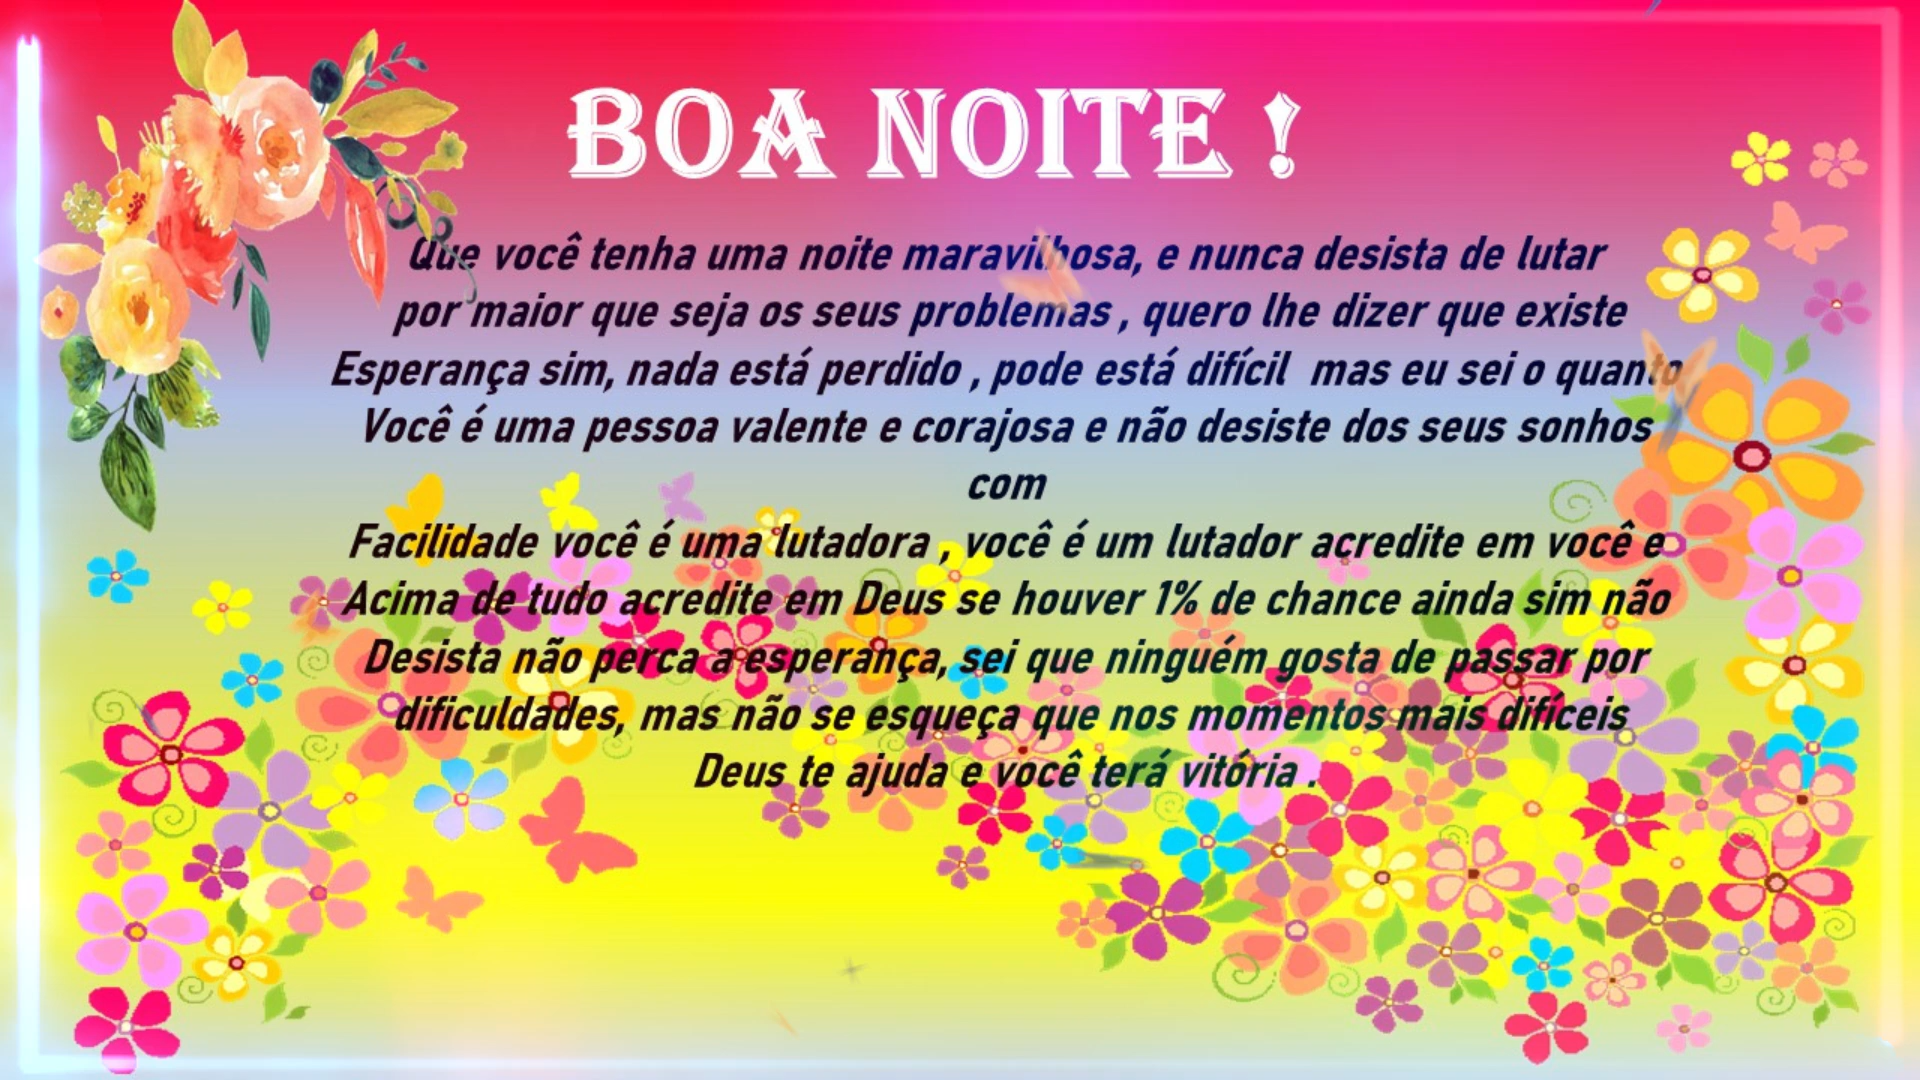 BOA NOITE !
Que você tenha uma noite maravilhosa, e nunca desista de lutar
por maior que seja os seus problemas , quero lhe dizer que existe
Esperança sim, nada está perdido , pode está difícil mas eu sei o quanto
Você é uma pessoa valente e corajosa e não desiste dos seus sonhos
com
Facilidade você é uma lutadora , você é um lutador acredite em você e
Acima de tudo acredite em Deus se houver 1% de chance ainda sim não
Desista não perca a esperança, sei que ninguém gosta de passar por
dificuldades, mas não se esqueça que nos momentos mais difíceis
Deus te ajuda e você terá vitória .